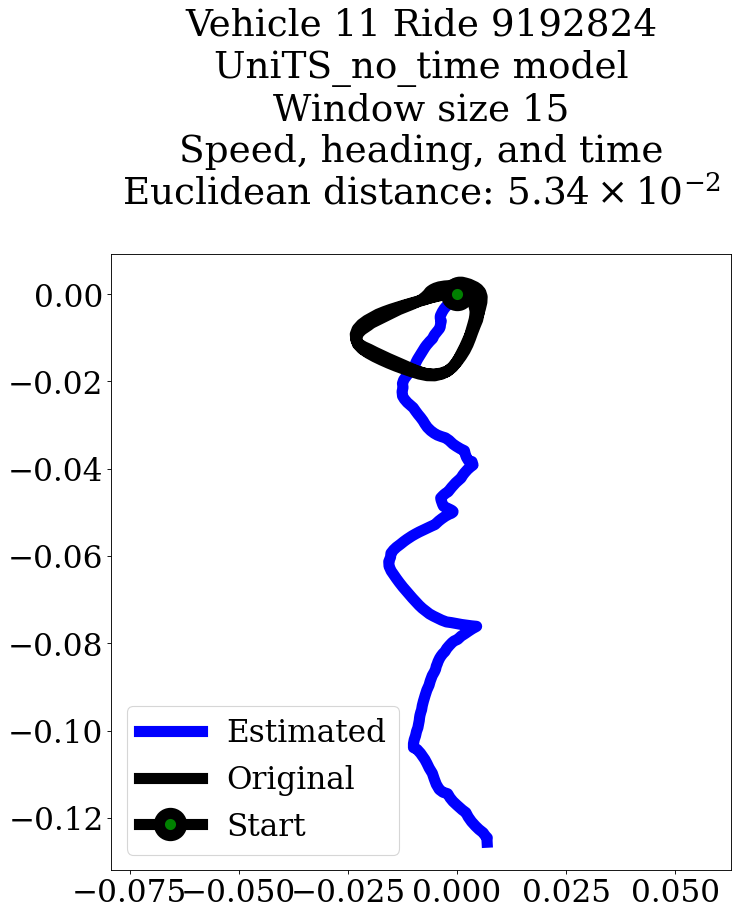 Vehicle 11 Ride 9192824
UniTS_no_time model
Window size 15
Speed, heading, and time
Euclidean distance: 5.34 × 10⁻²
0.00
−0.02
−0.04
−0.06
−0.08
−0.10
−0.12
Estimated
Original
Start
−0.075 −0.050 −0.025 0.000 0.025 0.050